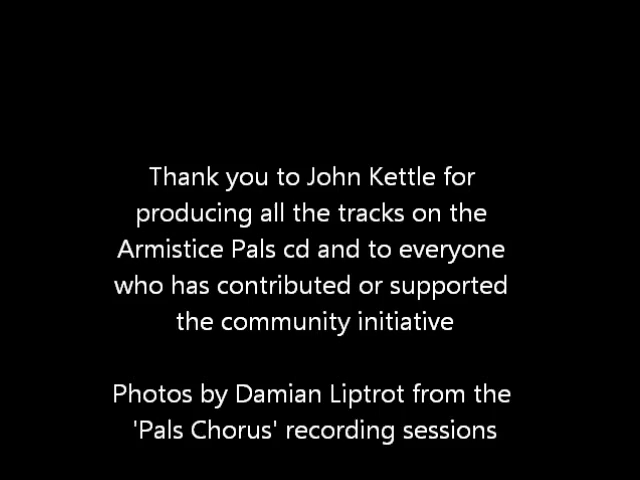 Thank you to John Kettle for
producing all the tracks on the
Armistice Pals cd and to everyone
who has contributed or supported
the community initiative
Photos by Damian Liptrot from the
'Pals Chorus' recording sessions